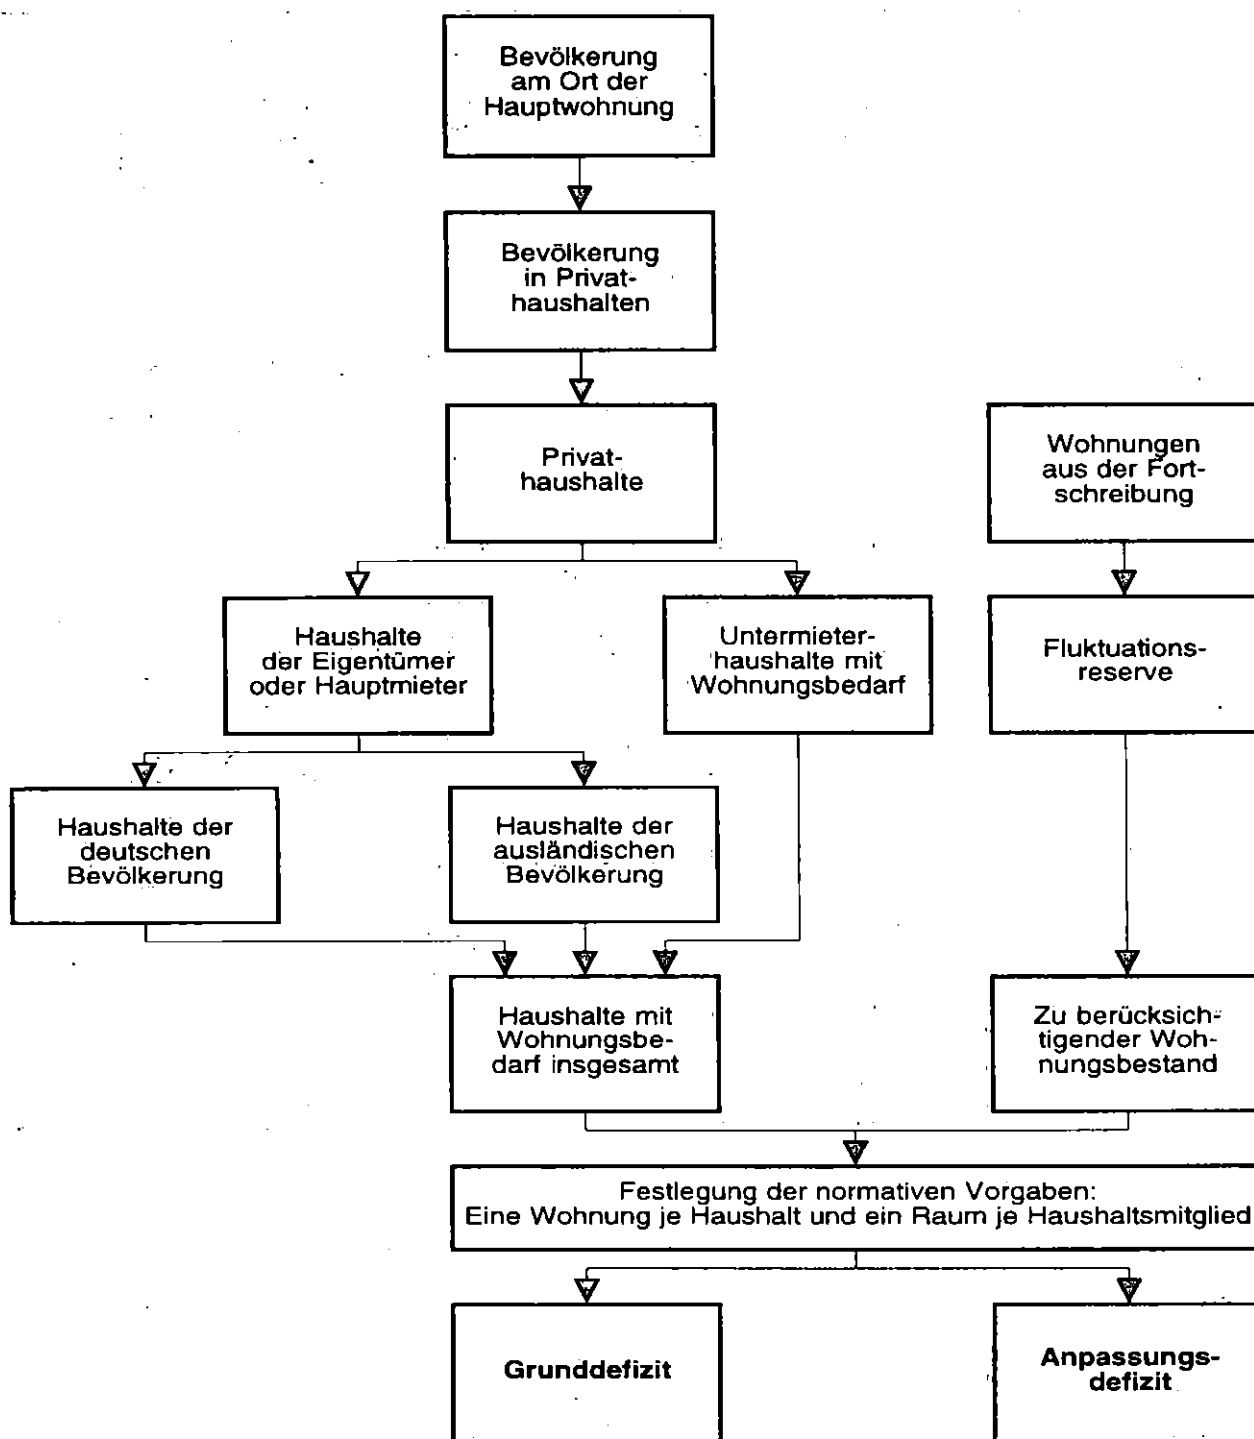 Bevölkerung
am Ort der
Hauptwohnung
Bevölkerung
in Privat-
haushalten
Privat-
haushalte
Wohnungen
aus der Fort-
schreibung
Haushalte
der Eigentümer
oder Hauptmieter
Untermieter-
haushalte mit
Wohnungsbedarf
Fluktuations-
reserve
Haushalte der
deutschen
Bevölkerung
Haushalte der
ausländischen
Bevölkerung
Haushalte mit
Wohnungsbe-
darf insgesamt
Zu berücksich-
tigender Woh-
nungsbestand
Festlegung der normativen Vorgaben:
Eine Wohnung je Haushalt und ein Raum je Haushaltsmitglied
Grunddefizit
Anpassungs-
defizit